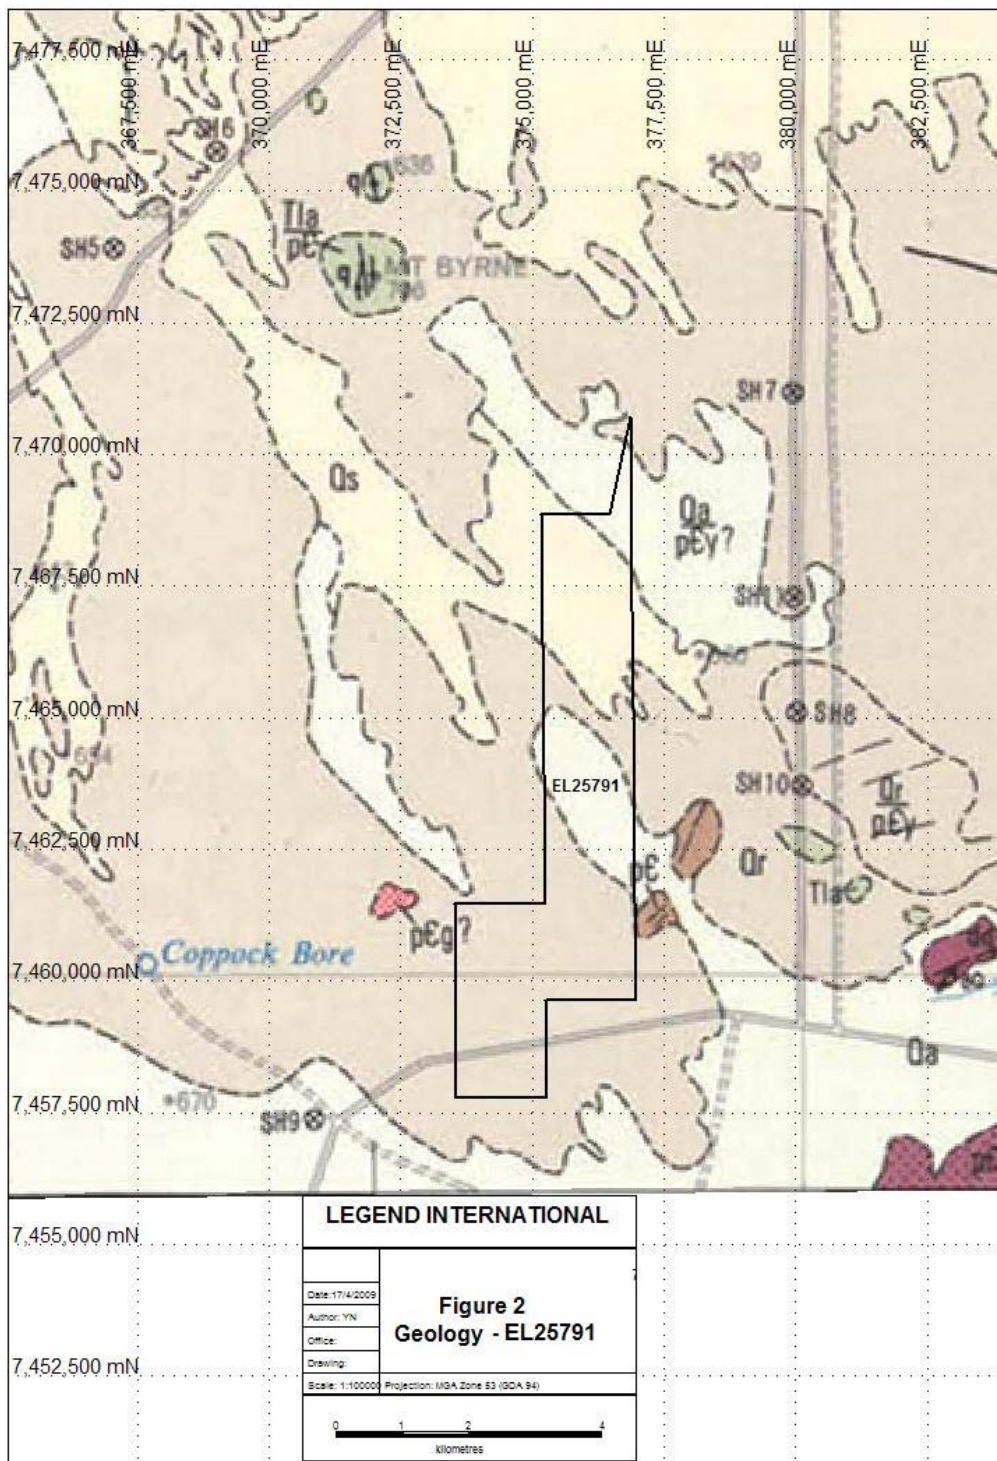 7,477,500 mN
367,500 mE
370,000 mE
372,500 mE
375,000 mE
377,500 mE
380,000 mE
382,500 mE
SH6
636
639
7,475,000 mN
q
Tla
SH5
MT BYRNE
q
7,472,500 mN
SH7
7,470,000 mN
Qs
Qa
p€y?
7,467,500 mN
SH11
7,465,000 mN
SH8
EL25791
SH10
Qr
p€y
7,462,500 mN
p€
Qr
Tla
p€g?
Coppock Bore
7,460,000 mN
Qa
7,457,500 mN
670
SH9
7,455,000 mN
LEGEND INTERNATIONAL
Date:17/4/2009
Author: YN
Office:
Drawing:
Figure 2
Geology - EL25791
Scale: 1:100000 Projection: MGA Zone 53 (GDA 94)
7,452,500 mN
0 1 2 4
kilometres